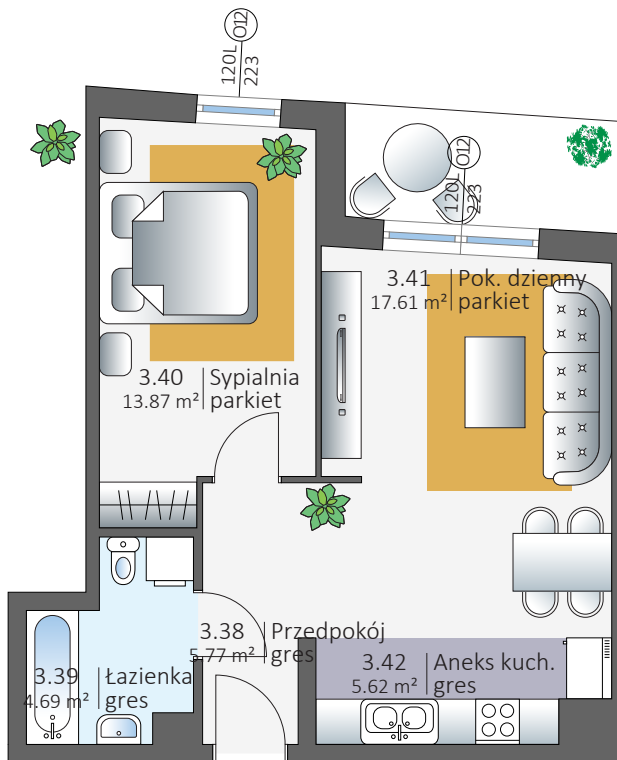 O12
120L
223
O12
120L
223
3.41 Pok. dzienny
17.61 m² parkiet
3.40 Sypialnia
13.87 m² parkiet
3.38 Przedpokój
5.77 m² gres
3.39 Łazienka
4.69 m² gres
3.42 Aneks kuch.
5.62 m² gres